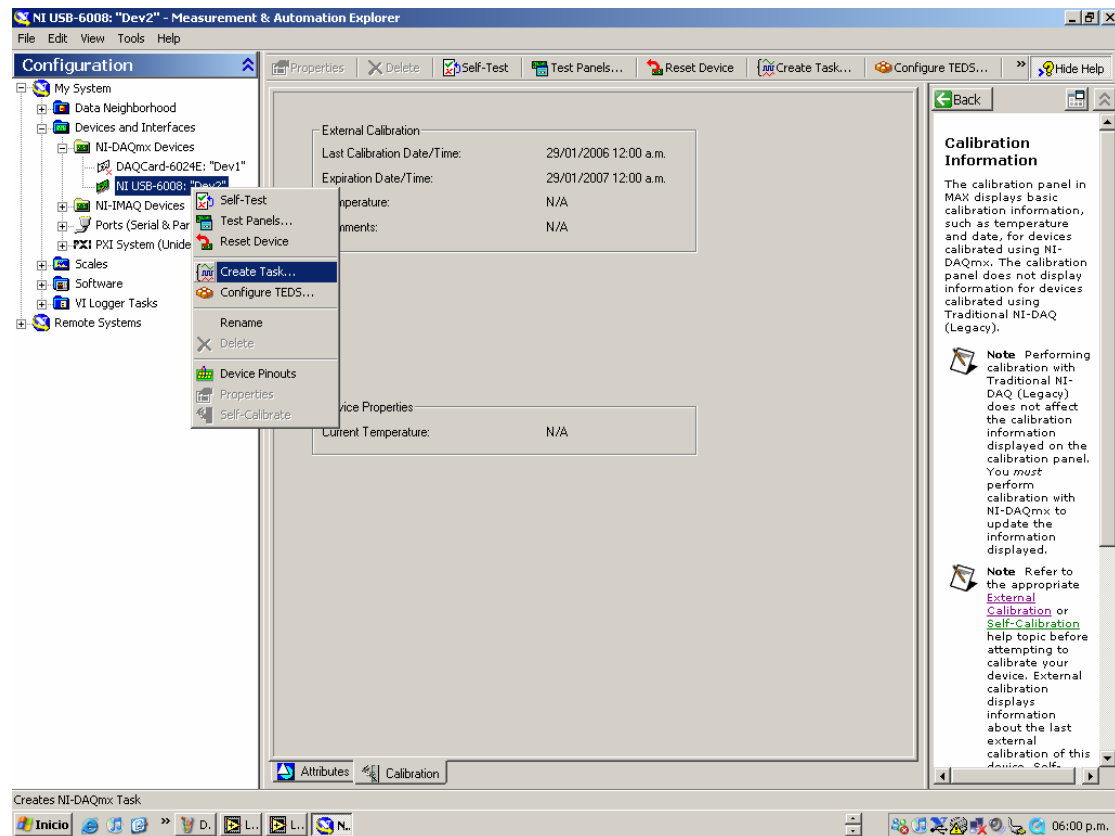 NI USB-6008: "Dev2" - Measurement & Automation Explorer
File Edit View Tools Help
Configuration
Properties Delete Self-Test Test Panels... Reset Device Create Task... Configure TEDS... » Hide Help
My System
Data Neighborhood
Devices and Interfaces
NI-DAQmx Devices
DAQCard-6024E: "Dev1"
NI USB-6008: "Dev2"
NI-IMAQ Devices
Ports (Serial & Par
PXI PXI System (Unide
Scales
Software
VI Logger Tasks
Remote Systems
Self-Test
Test Panels...
Reset Device
Create Task...
Configure TEDS...
Rename
Delete
Device Pinouts
Properties
Self-Calibrate
External Calibration
Last Calibration Date/Time: 29/01/2006 12:00 a.m.
Expiration Date/Time: 29/01/2007 12:00 a.m.
mperature: N/A
mments: N/A
vice Properties
Current Temperature: N/A
Attributes Calibration
Back
Calibration
Information
The calibration panel in
MAX displays basic
calibration information,
such as temperature
and date, for devices
calibrated using NI-
DAQmx. The calibration
panel does not display
information for devices
calibrated using
Traditional NI-DAQ
(Legacy).
Note Performing
calibration with
Traditional NI-
DAQ (Legacy)
does not affect
the calibration
information
displayed on the
calibration panel.
You must
perform
calibration with
NI-DAQmx to
update the
information
displayed.
Note Refer to
the appropriate
External
Calibration or
Self-Calibration
help topic before
attempting to
calibrate your
device. External
calibration
displays
information
about the last
external
calibration of this
device. Self-
Creates NI-DAQmx Task
Inicio » D. L.. L.. N.. 06:00 p.m.